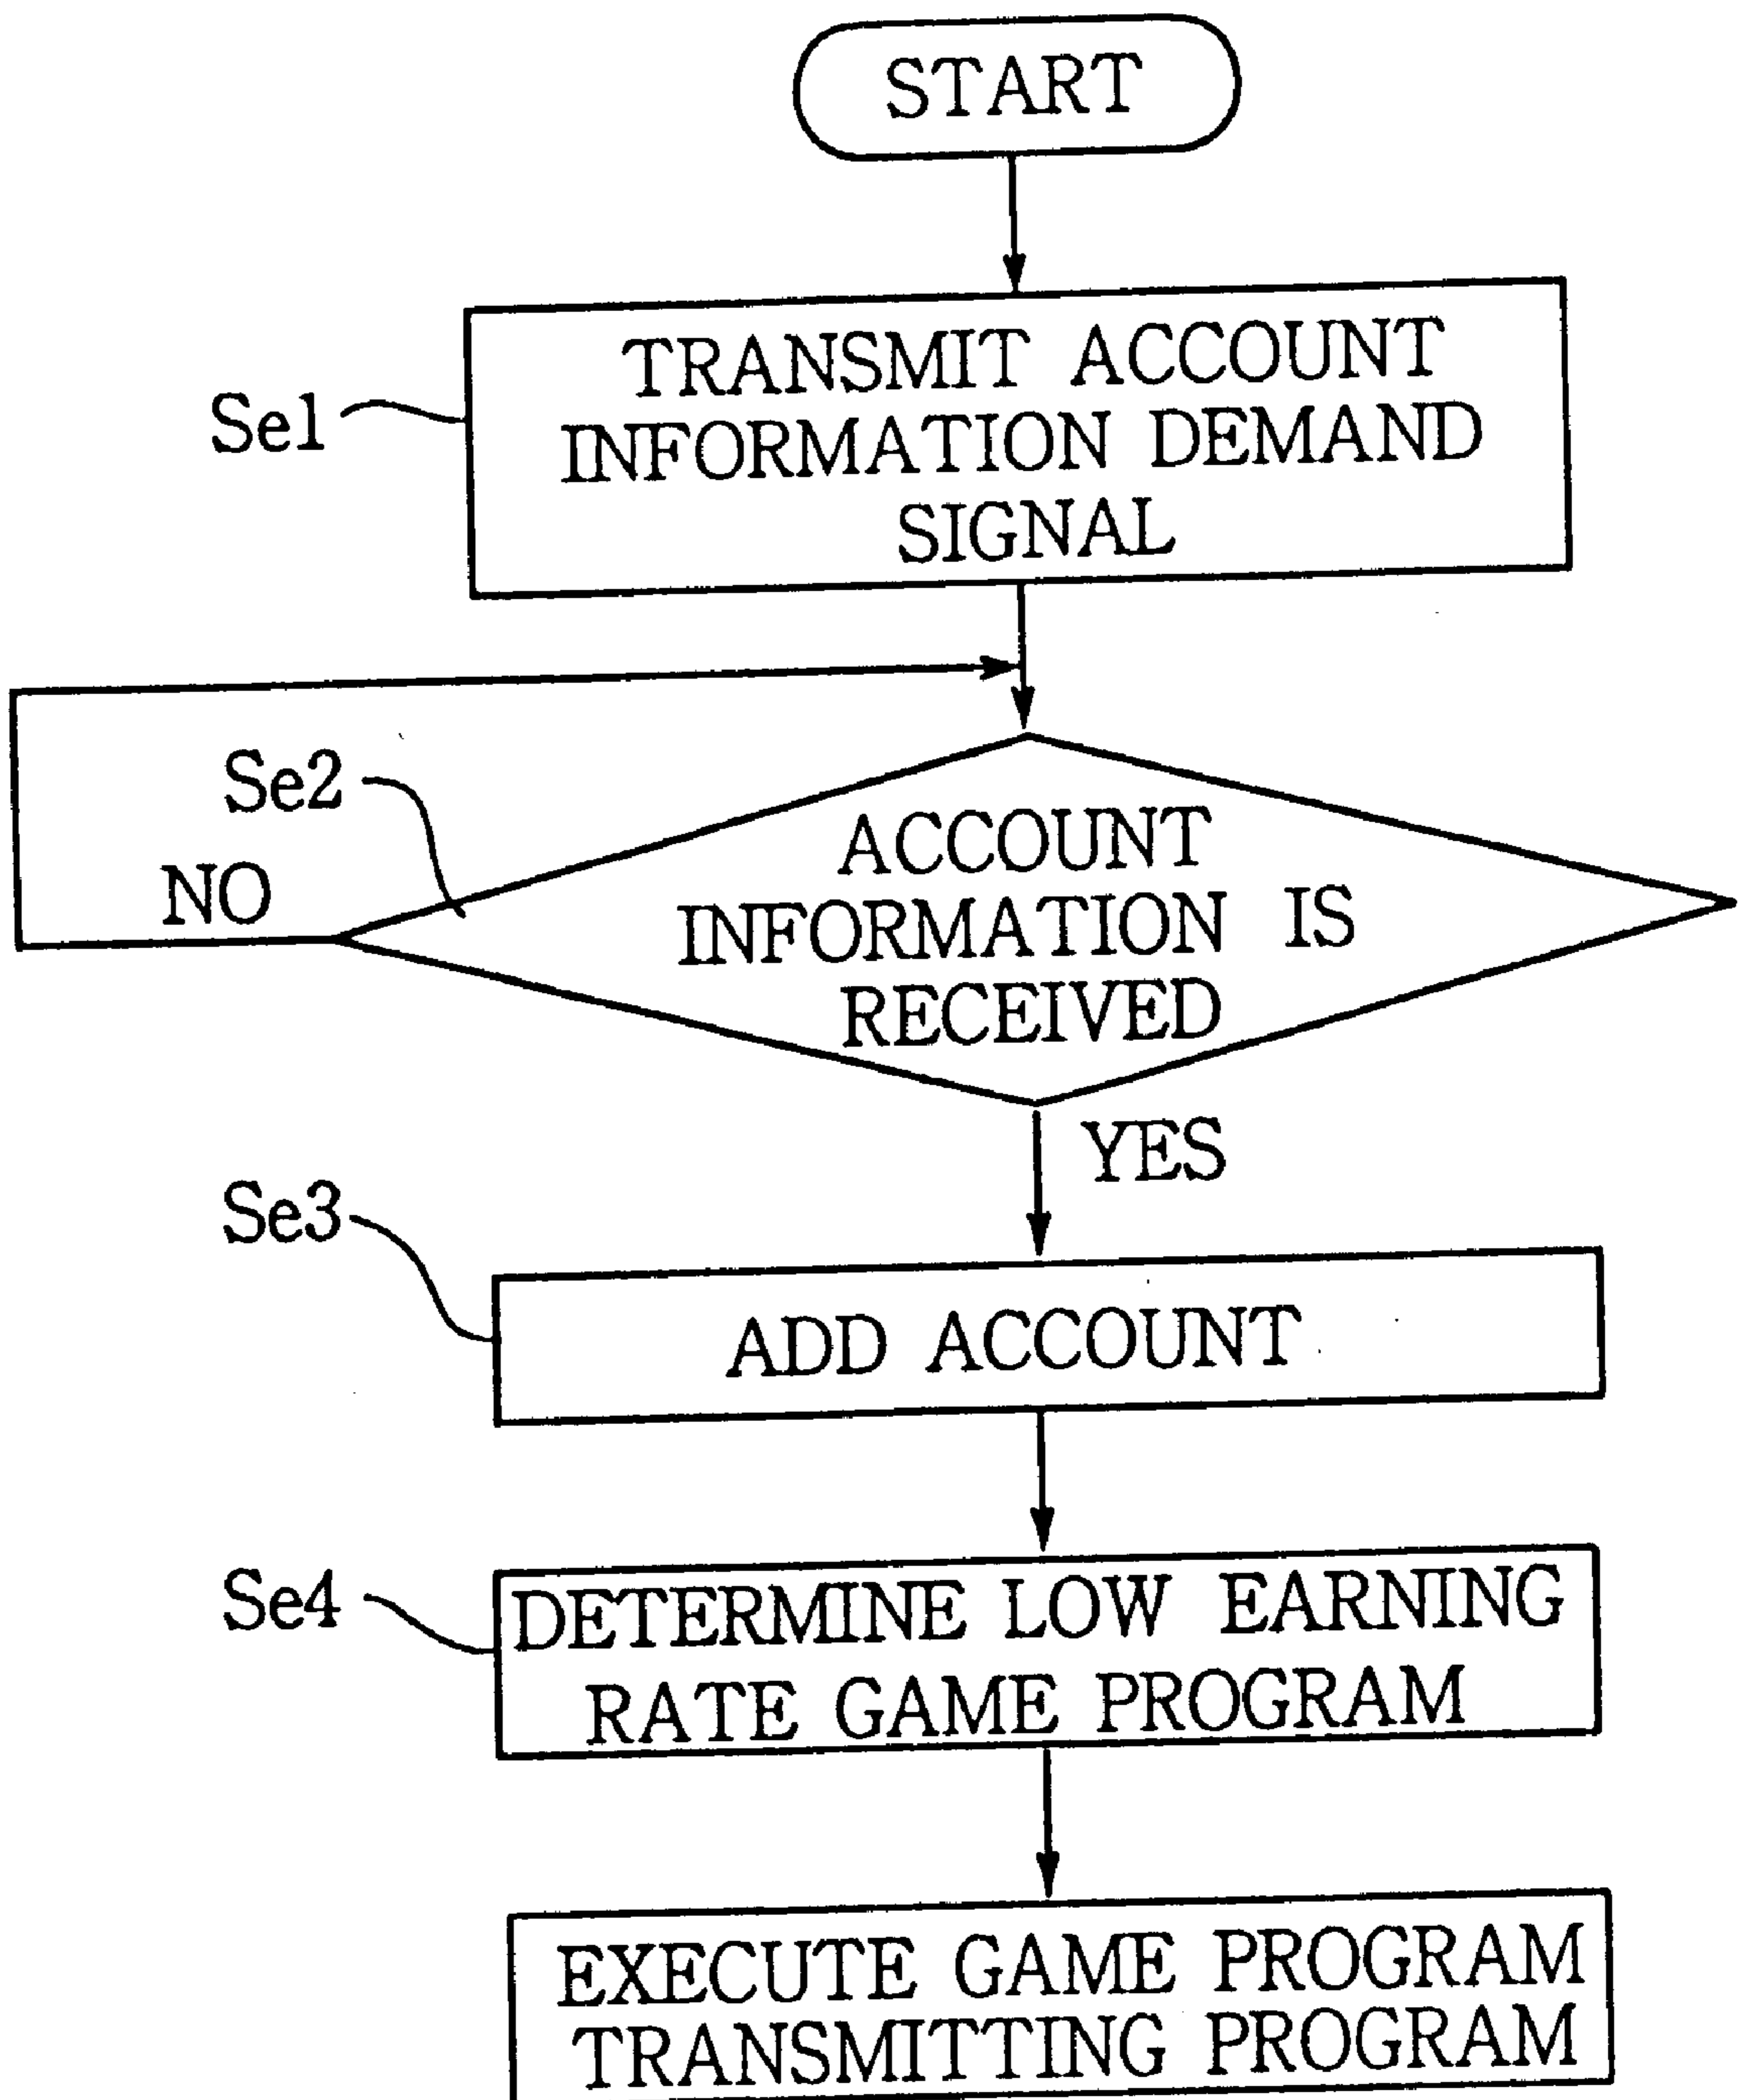 START
TRANSMIT ACCOUNT
INFORMATION DEMAND
SIGNAL
Se1
Se2
NO
ACCOUNT
INFORMATION IS
RECEIVED
YES
Se3
ADD ACCOUNT
Se4
DETERMINE LOW EARNING
RATE GAME PROGRAM
EXECUTE GAME PROGRAM
TRANSMITTING PROGRAM